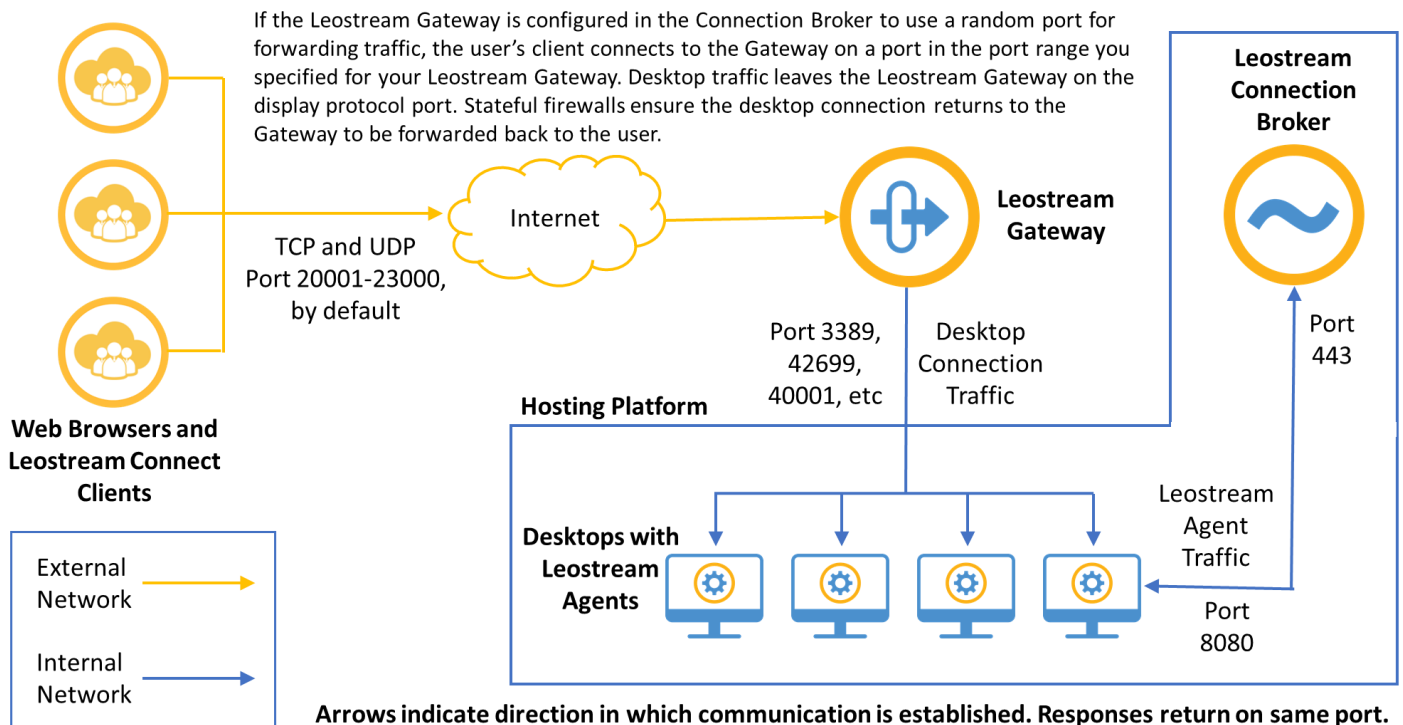 If the Leostream Gateway is configured in the Connection Broker to use a random port for
forwarding traffic, the user's client connects to the Gateway on a port in the port range you
specified for your Leostream Gateway. Desktop traffic leaves the Leostream Gateway on the
display protocol port. Stateful firewalls ensure the desktop connection returns to the
Gateway to be forwarded back to the user.
Leostream
Connection
Broker
Internet
Leostream
Gateway
TCP and UDP
Port 20001-23000,
by default
Port 3389,
42699,
40001, etc
Desktop
Connection
Traffic
Port
443
Hosting Platform
Web Browsers and
Leostream Connect
Clients
Leostream
Agent
Traffic
Desktops with
Leostream
Agents
Port
8080
External
Network
Internal
Network
Arrows indicate direction in which communication is established. Responses return on same port.